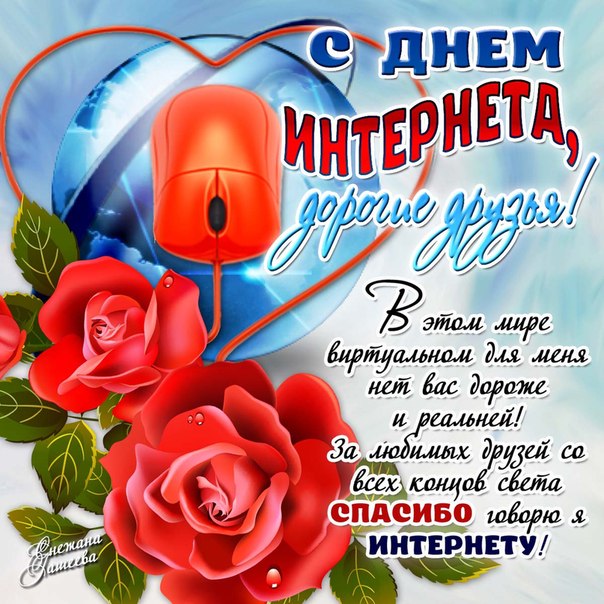 С ДНЕМ
ИНТЕРНЕТА,
дорогие друзья!
В этом мире
виртуальном для меня
нет вас дороже
и реальней!
За любимых друзей со
всех концов света
СПАСИБО говорю я
ИНТЕРНЕТУ!
Снежана